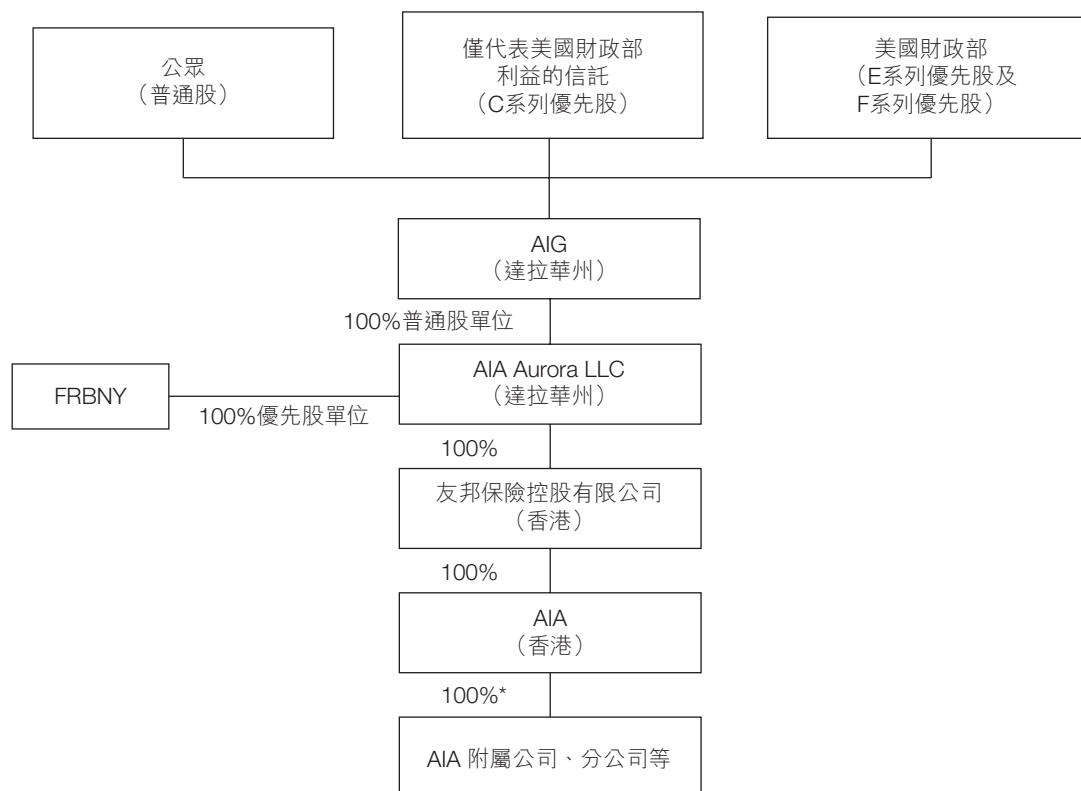 公眾
（普通股）
僅代表美國財政部
利益的信託
（C系列優先股）
美國財政部
（E系列優先股及
F系列優先股）
AIG
（達拉華州）
100%普通股單位
AIA Aurora LLC
（達拉華州）
FRBNY
100%優先股單位
100%
友邦保險控股有限公司
（香港）
100%
AIA
（香港）
100%*
AIA 附屬公司、分公司等